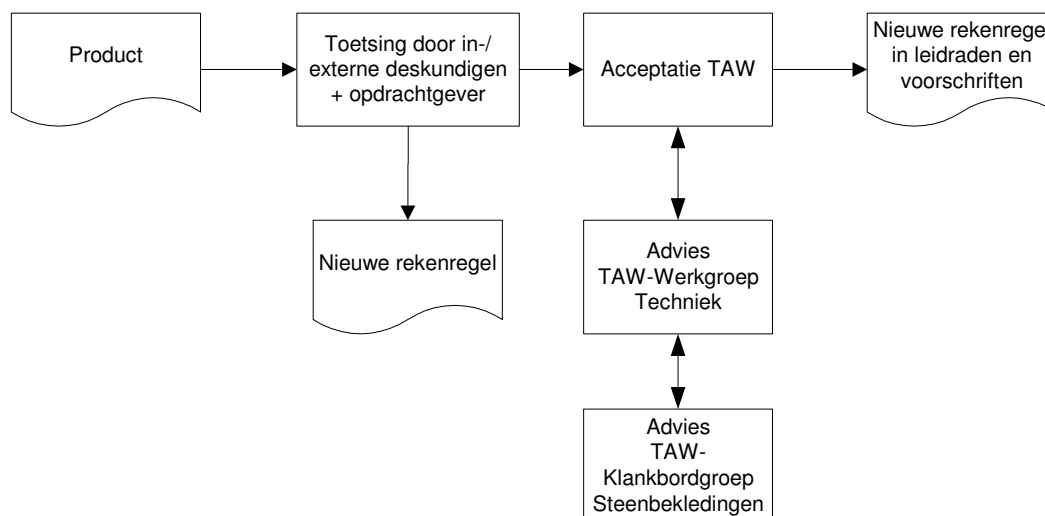 Product
Toetsing door in-/
externe deskundigen
+ opdrachtgever
Acceptatie TAW
Nieuwe rekenregel
in leidraden en
voorschriften
Nieuwe rekenregel
Advies
TAW-Werkgroep
Techniek
Advies
TAW-
Klankbordgroep
Steenbekledingen